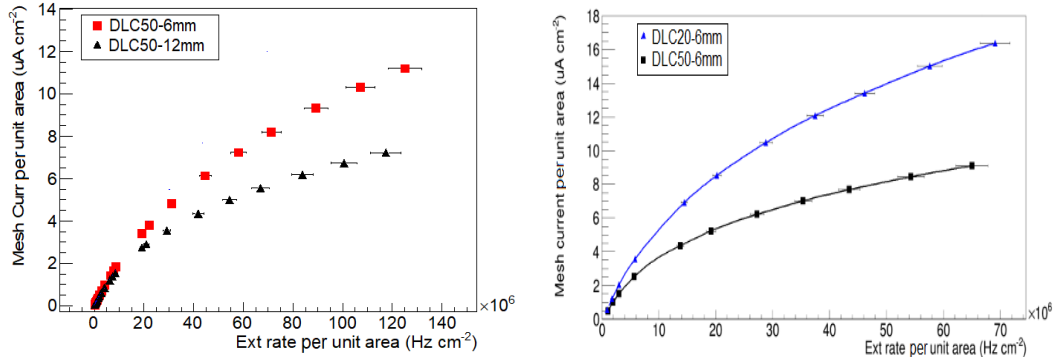 DLC50-6mm
DLC50-12mm
Mesh Curr per unit area (uA cm-2)
14
12
10
8
6
4
2
0
0 20 40 60 80 100 120 140
×10⁶
Ext rate per unit area (Hz cm-2)
DLC20-6mm
DLC50-6mm
Mesh current per unit area (uA cm-2)
18
16
14
12
10
8
6
4
2
0
0 10 20 30 40 50 60 70
×10⁶
Ext rate per unit area (Hz cm-2)